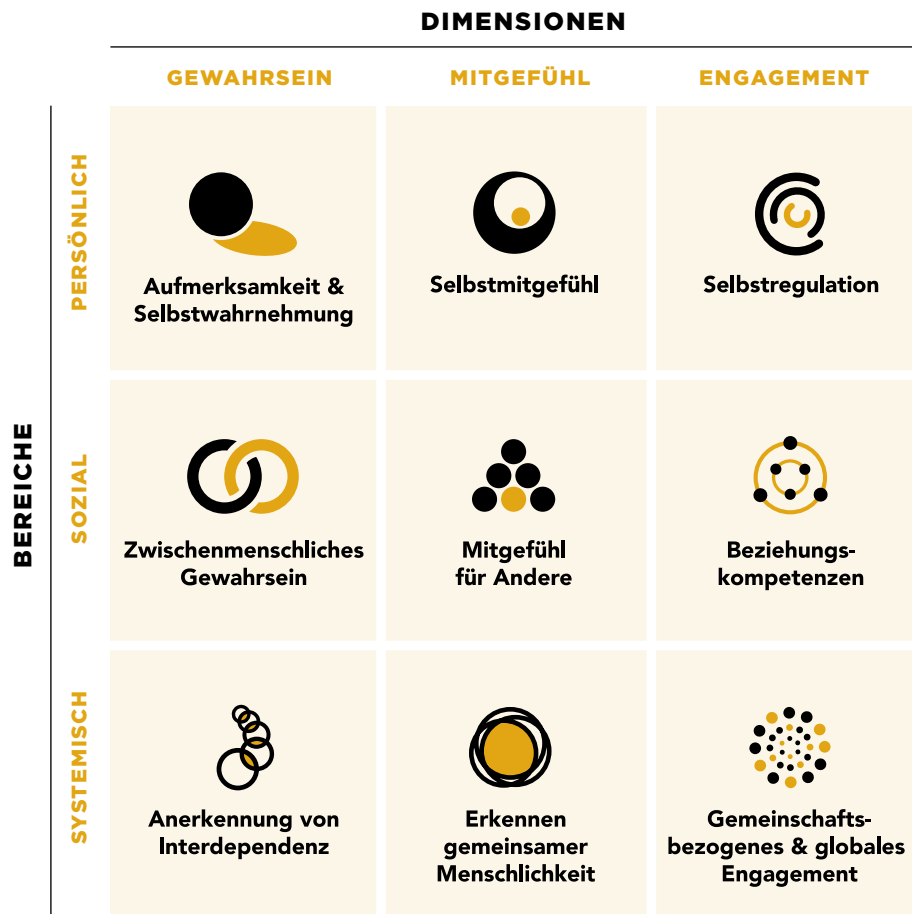 DIMENSIONEN
GEWAHRSEIN
MITGEFÜHL
ENGAGEMENT
BEREICHE
PERSÖNLICH
Aufmerksamkeit &
Selbstwahrnehmung
Selbstmitgefühl
Selbstregulation
SOZIAL
Zwischenmenschliches
Gewahrsein
Mitgefühl
für Andere
Beziehungs-
kompetenzen
SYSTEMISCH
Anerkennung von
Interdependenz
Erkennen
gemeinsamer
Menschlichkeit
Gemeinschafts-
bezogenes & globales
Engagement